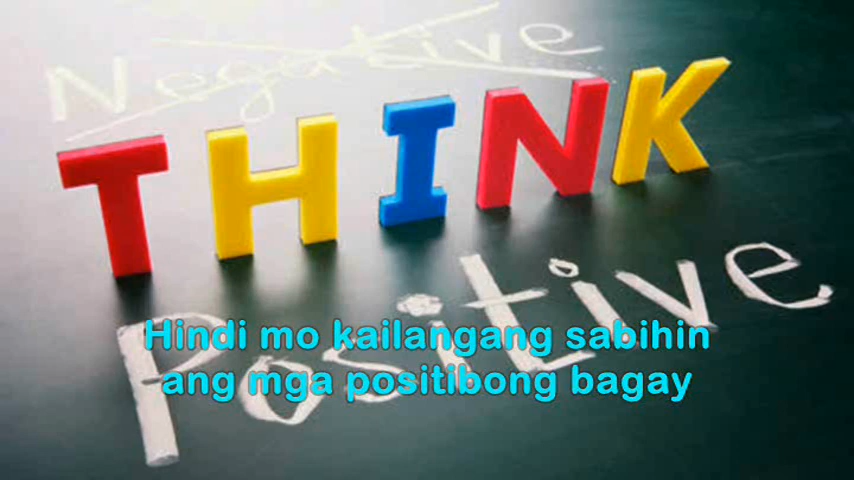 Negative
THINK
Positive
Hindi mo kailangang sabihin
ang mga positibong bagay